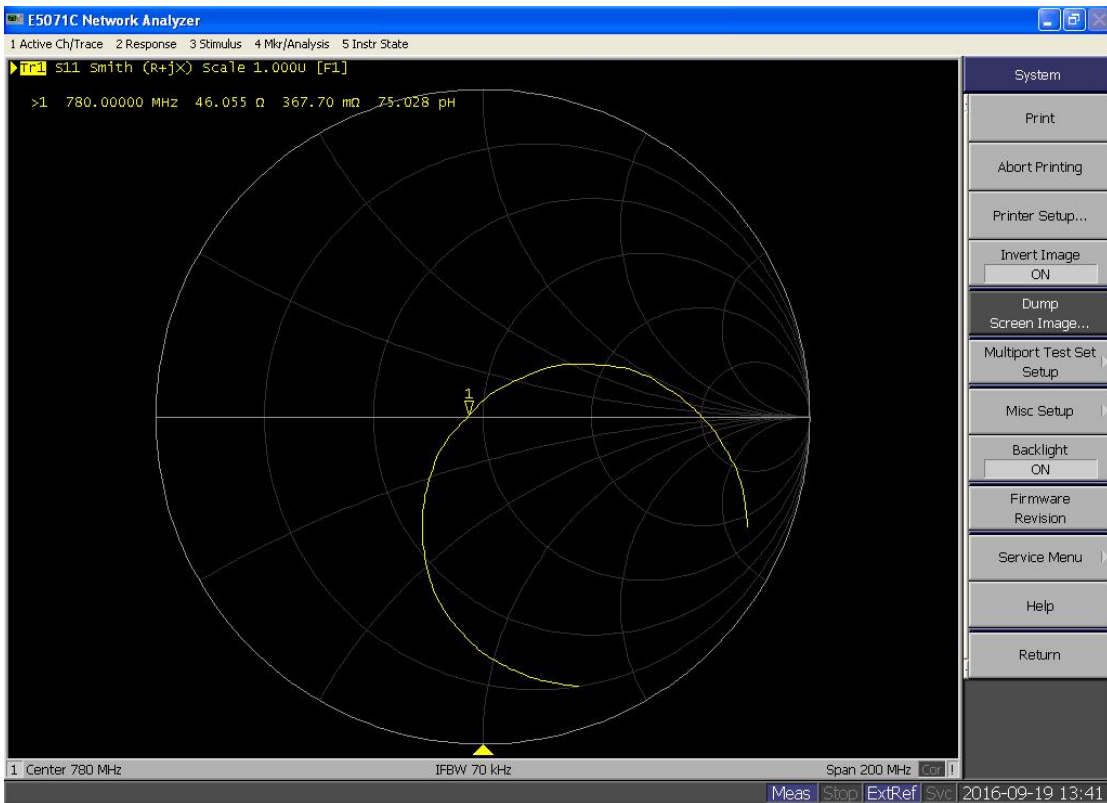 E5071C Network Analyzer
1 Active Ch/Trace 2 Response 3 Stimulus 4 Mkr/Analysis 5 Instr State
Tr1 S11 Smith (R+jX) Scale 1.000U [F1]
>1 780.00000 MHz 46.055 Ω 367.70 mΩ 75.028 pH
1
System
Print
Abort Printing
Printer Setup...
Invert Image
ON
Dump
Screen Image...
Multiport Test Set
Setup
Misc Setup
Backlight
ON
Firmware
Revision
Service Menu
Help
Return
1 Center 780 MHz IFBW 70 kHz Span 200 MHz Cor !
Meas Stop ExtRef Svc 2016-09-19 13:41